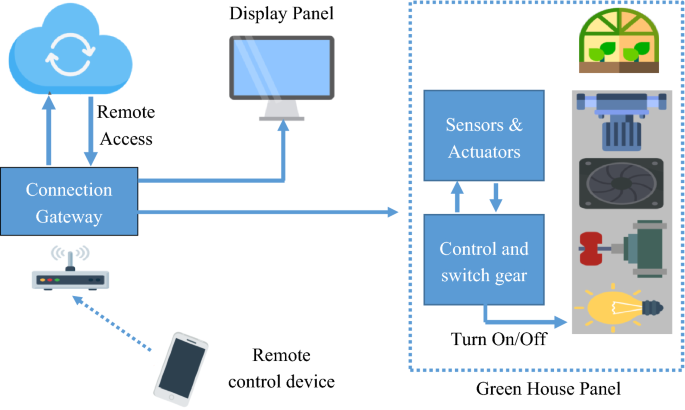 Display Panel
Remote
Access
Connection
Gateway
Sensors &
Actuators
Control and
switch gear
Turn On/Off
Remote
control device
Green House Panel